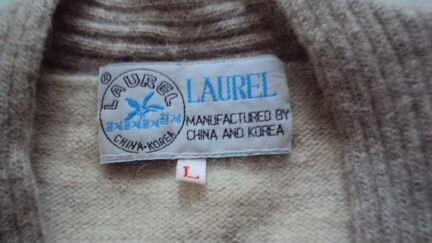 ®
LAUREL
CHINA-KOREA
LAUREL
MANUFACTURED BY
CHINA AND KOREA
L